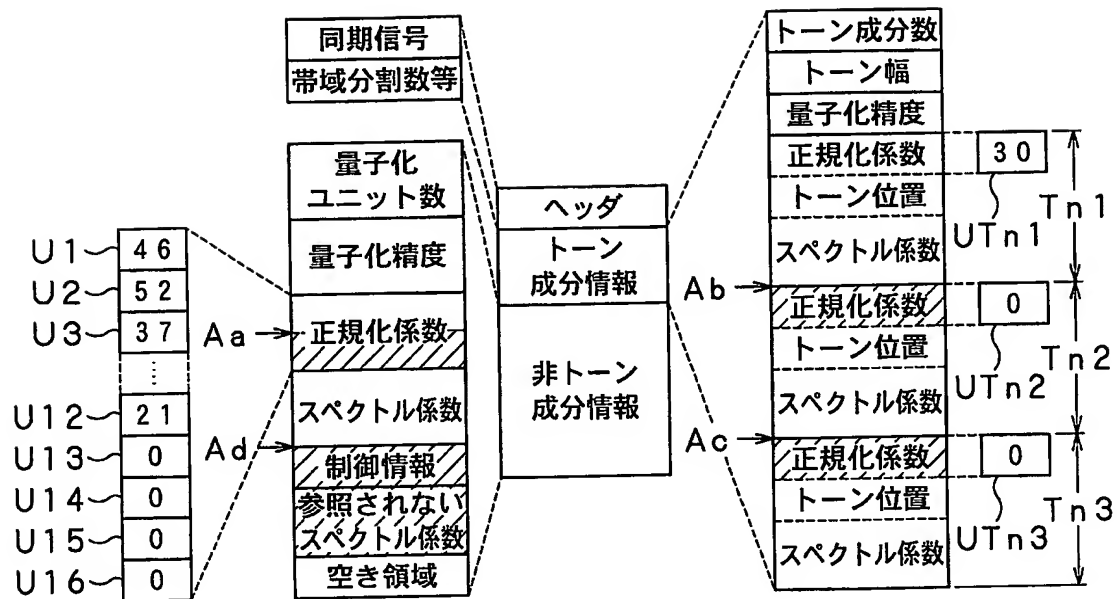 同期信号
帯域分割数等
量子化
ユニット数
量子化精度
正規化係数
スペクトル係数
制御情報
参照されない
スペクトル係数
空き領域
U1 46
U2 52
U3 37
....
U12 21
U13 0
U14 0
U15 0
U16 0
Aa
Ad
ヘッダ
トーン
成分情報
非トーン
成分情報
Ab
Ac
トーン成分数
トーン幅
量子化精度
正規化係数
トーン位置
スペクトル係数
正規化係数
トーン位置
スペクトル係数
正規化係数
トーン位置
スペクトル係数
30
UTn1
Tn1
0
UTn2
Tn2
0
UTn3
Tn3